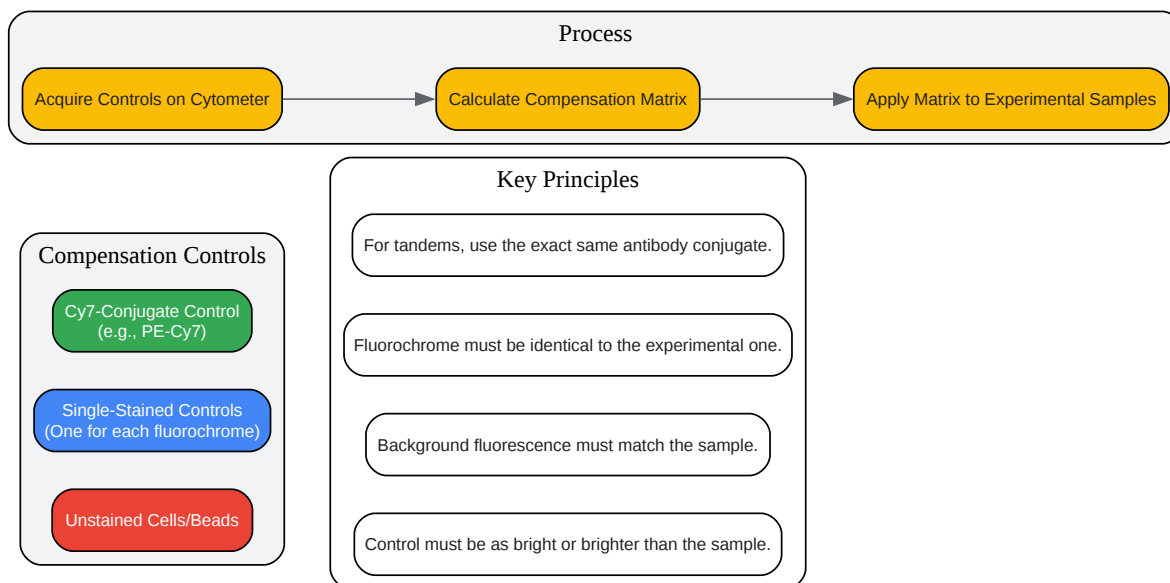 Process
Acquire Controls on Cytometer
Calculate Compensation Matrix
Apply Matrix to Experimental Samples
Compensation Controls
Cy7-Conjugate Control
(e.g., PE-Cy7)
Single-Stained Controls
(One for each fluorochrome)
Unstained Cells/Beads
Key Principles
For tandems, use the exact same antibody conjugate.
Fluorochrome must be identical to the experimental one.
Background fluorescence must match the sample.
Control must be as bright or brighter than the sample.